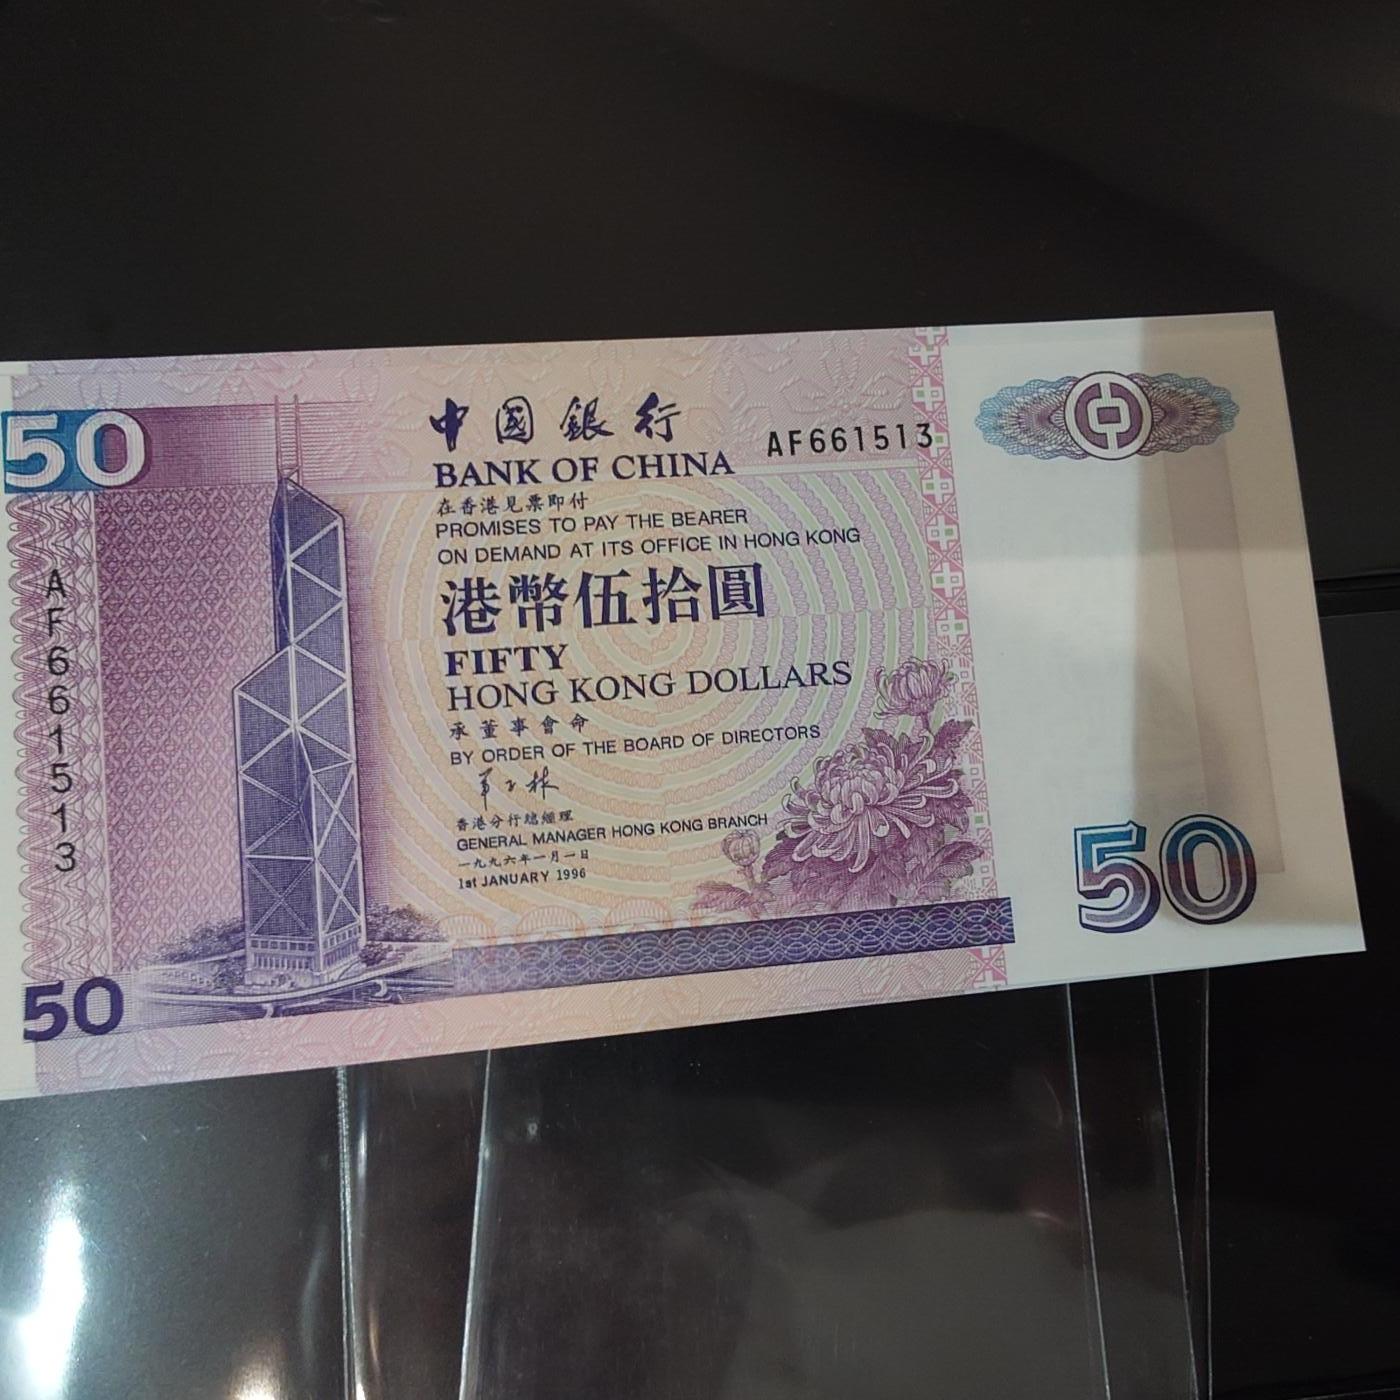 50
中國銀行
BANK OF CHINA
AF661513
在香港見票即付
PROMISES TO PAY THE BEARER
ON DEMAND AT ITS OFFICE IN HONG KONG
港幣伍拾圓
FIFTY
HONG KONG DOLLARS
承董事會命
BY ORDER OF THE BOARD OF DIRECTORS
香港分行總經理
GENERAL MANAGER HONG KONG BRANCH
一九九六年一月一日
1st JANUARY 1996
AF661513
50
50